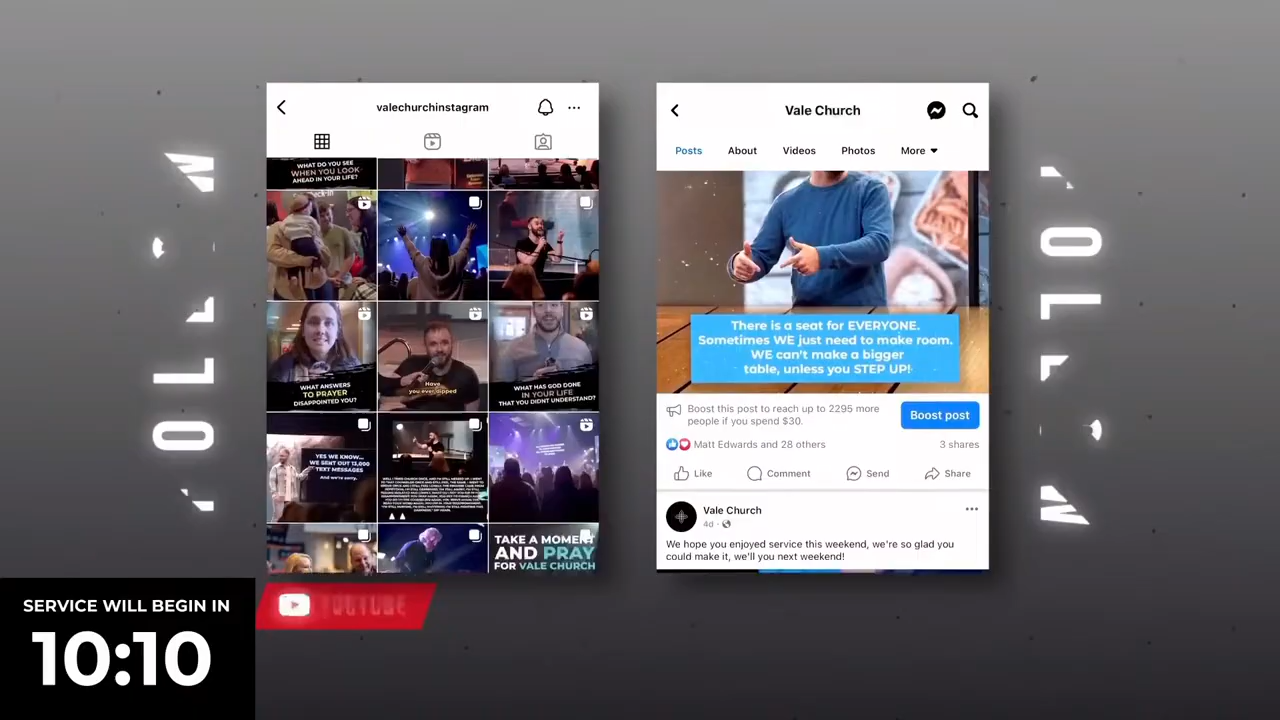 valechurchinstagram
WHAT DO YOU SEE
WHEN YOU LOOK
AHEAD IN YOUR LIFE?
WHAT ANSWERS
TO PRAYER
DISAPPOINTED YOU?
Have
you ever dipped
WHAT HAS GOD DONE
IN YOUR LIFE
THAT YOU DIDNT UNDERSTAND?
YES WE KNOW...
WE SENT OUT 13,000
TEXT MESSAGES
And we're sorry.
TAKE A MOMENT
AND PRAY
FOR VALE CHURCH
Vale Church
Posts
About
Videos
Photos
More
There is a seat for EVERYONE.
Sometimes WE just need to make room.
WE can't make a bigger
table, unless you STEP UP!
Boost this post to reach up to 2295 more
people if you spend $30.
Boost post
Matt Edwards and 28 others
3 shares
Like
Comment
Send
Share
Vale Church
4d
We hope you enjoyed service this weekend, we're so glad you
could make it, we'll you next weekend!
SERVICE WILL BEGIN IN
10:10
YOUTUBE